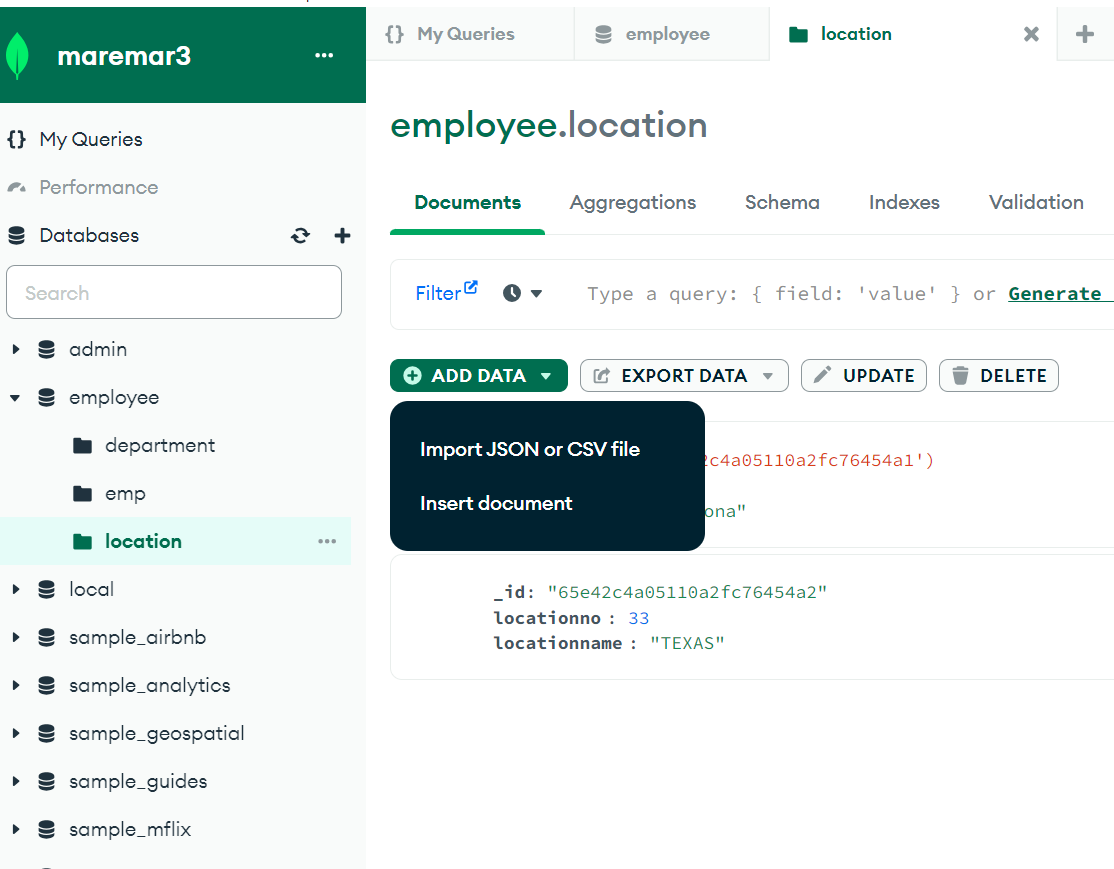 maremar3
My Queries
Performance
Databases
Search
admin
employee
department
emp
location
local
sample_airbnb
sample_analytics
sample_geospatial
sample_guides
sample_mflix
{} My Queries
employee
location
employee.location
Documents Aggregations Schema Indexes Validation
Filter Type a query: { field: 'value' } or Generate
ADD DATA EXPORT DATA UPDATE DELETE
Import JSON or CSV file
Insert document
2c4a05110a2fc76454a1')
ona"
_id: "65e42c4a05110a2fc76454a2"
locationno : 33
locationname : "TEXAS"